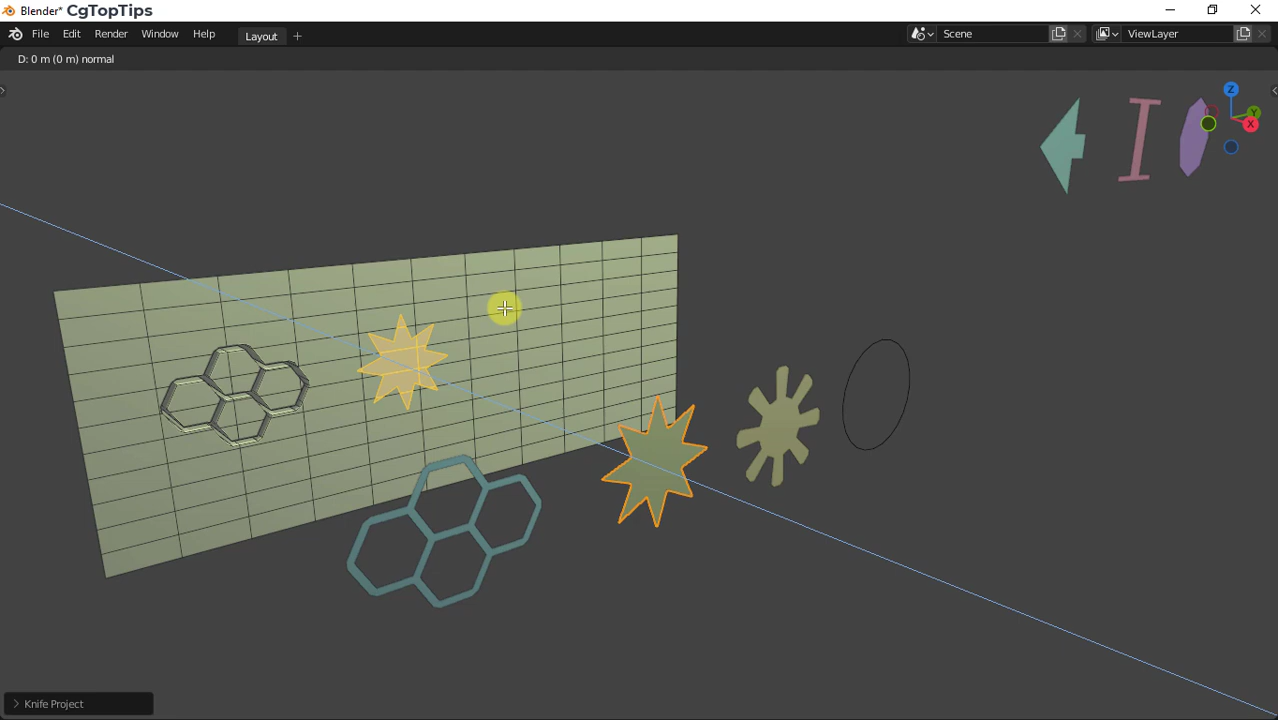 Blender* CgTopTips
File Edit Render Window Help Layout + Scene ViewLayer
D: 0 m (0 m) normal
Z
Y
X
> Knife Project